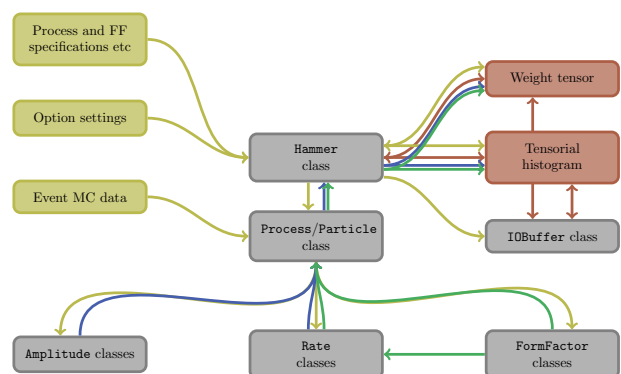 Process and FF
specifications etc
Option settings
Event MC data
Hammer
class
Process/Particle
class
Weight tensor
Tensorial
histogram
IOBuffer class
Amplitude classes
Rate
classes
FormFactor
classes